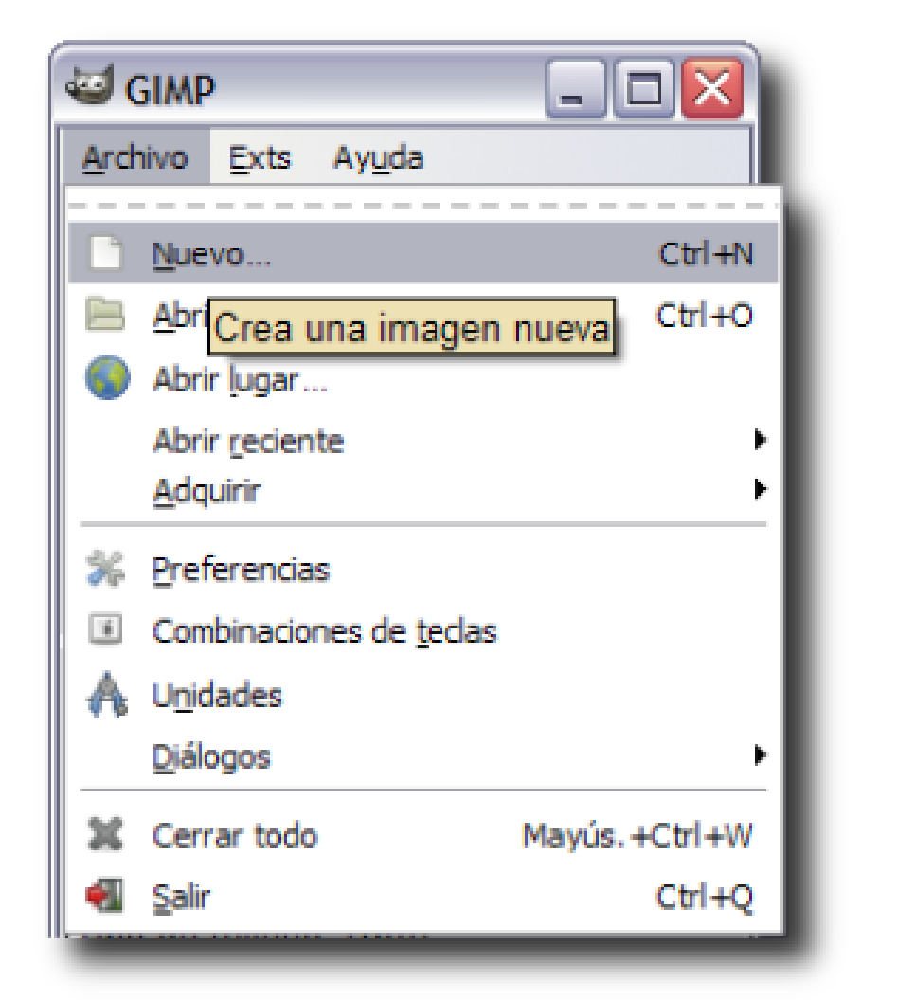 GIMP
Archivo Exts Ayuda
Nuevo... Ctrl+N
Abri Ctrl+O
Crea una imagen nueva
Abrir lugar...
Abrir reciente
Adquirir
Preferencias
Combinaciones de teclas
Unidades
Diálogos
Cerrar todo Mayús.+Ctrl+W
Salir Ctrl+Q